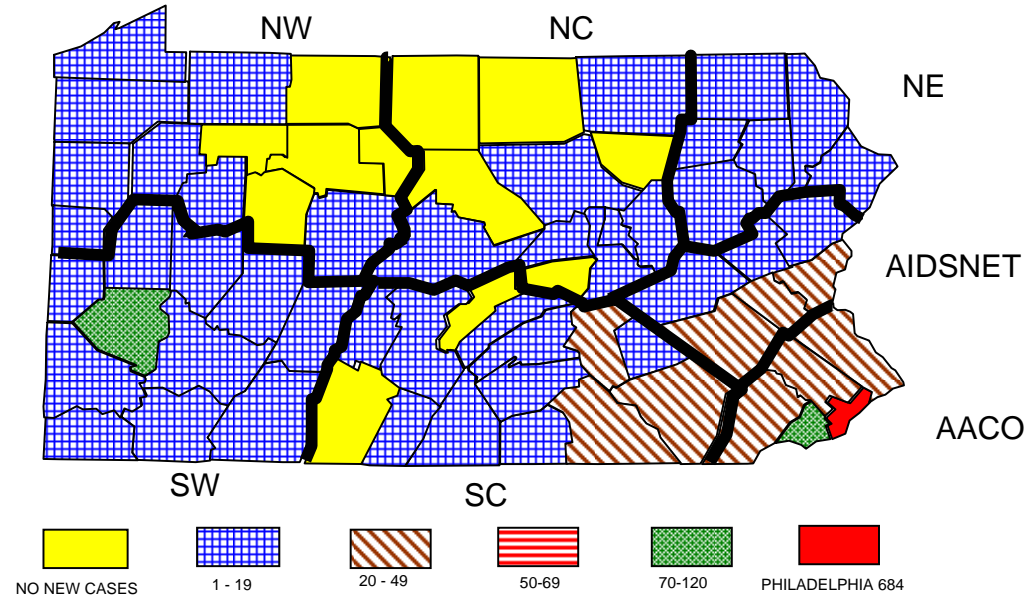 NW
NC
NE
AIDSNET
AACO
SW
SC
NO NEW CASES
1 - 19
20 - 49
50-69
70-120
PHILADELPHIA 684